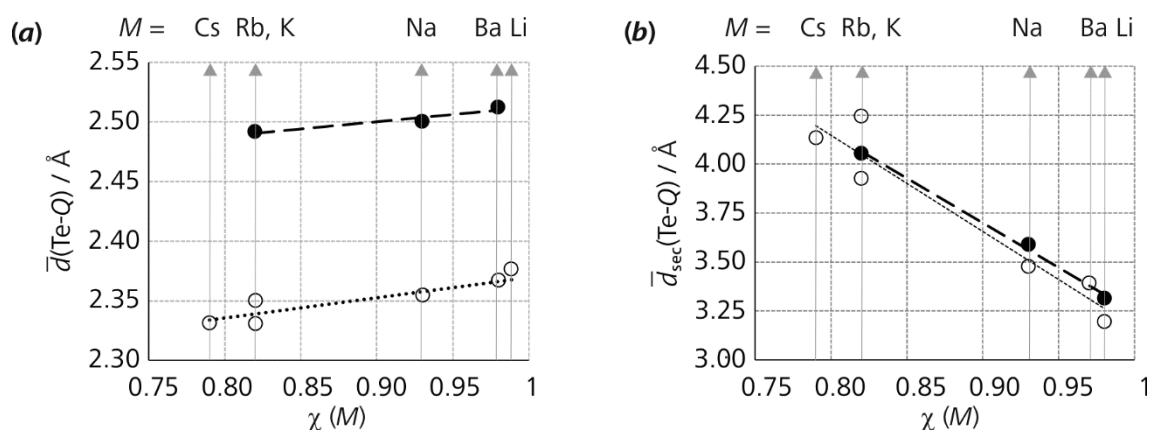 (a) M = Cs Rb, K Na Ba Li
2.55
2.50
2.45
2.40
2.35
2.30
d̅(Te-Q) / Å
0.75 0.80 0.85 0.90 0.95 1
χ (M)
(b) M = Cs Rb, K Na Ba Li
4.50
4.25
4.00
3.75
3.50
3.25
3.00
d̅sec(Te-Q) / Å
0.75 0.80 0.85 0.90 0.95 1
χ (M)